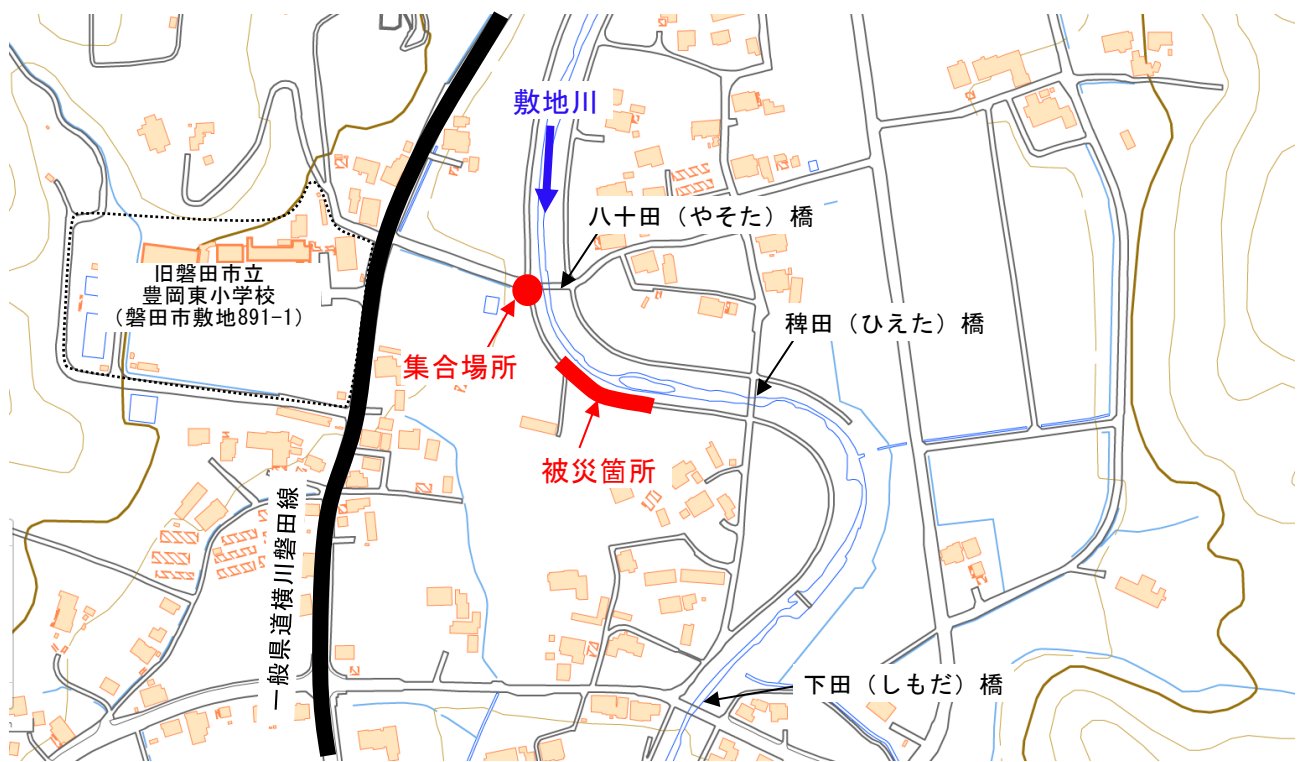 敷地川
八十田（やそた）橋
旧磐田市立
豊岡東小学校
（磐田市敷地891-1）
稗田（ひえた）橋
集合場所
被災箇所
一般県道横川磐田線
下田（しもだ）橋